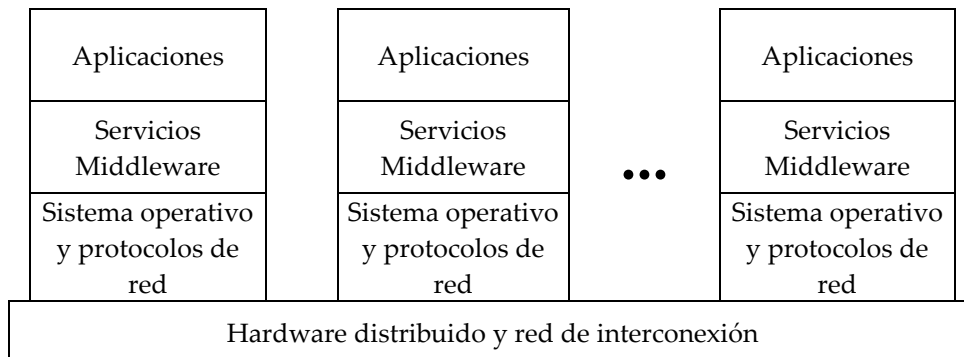 Aplicaciones
Servicios
Middleware
Sistema operativo
y protocolos de
red
Aplicaciones
Servicios
Middleware
Sistema operativo
y protocolos de
red
...
Aplicaciones
Servicios
Middleware
Sistema operativo
y protocolos de
red
Hardware distribuido y red de interconexión